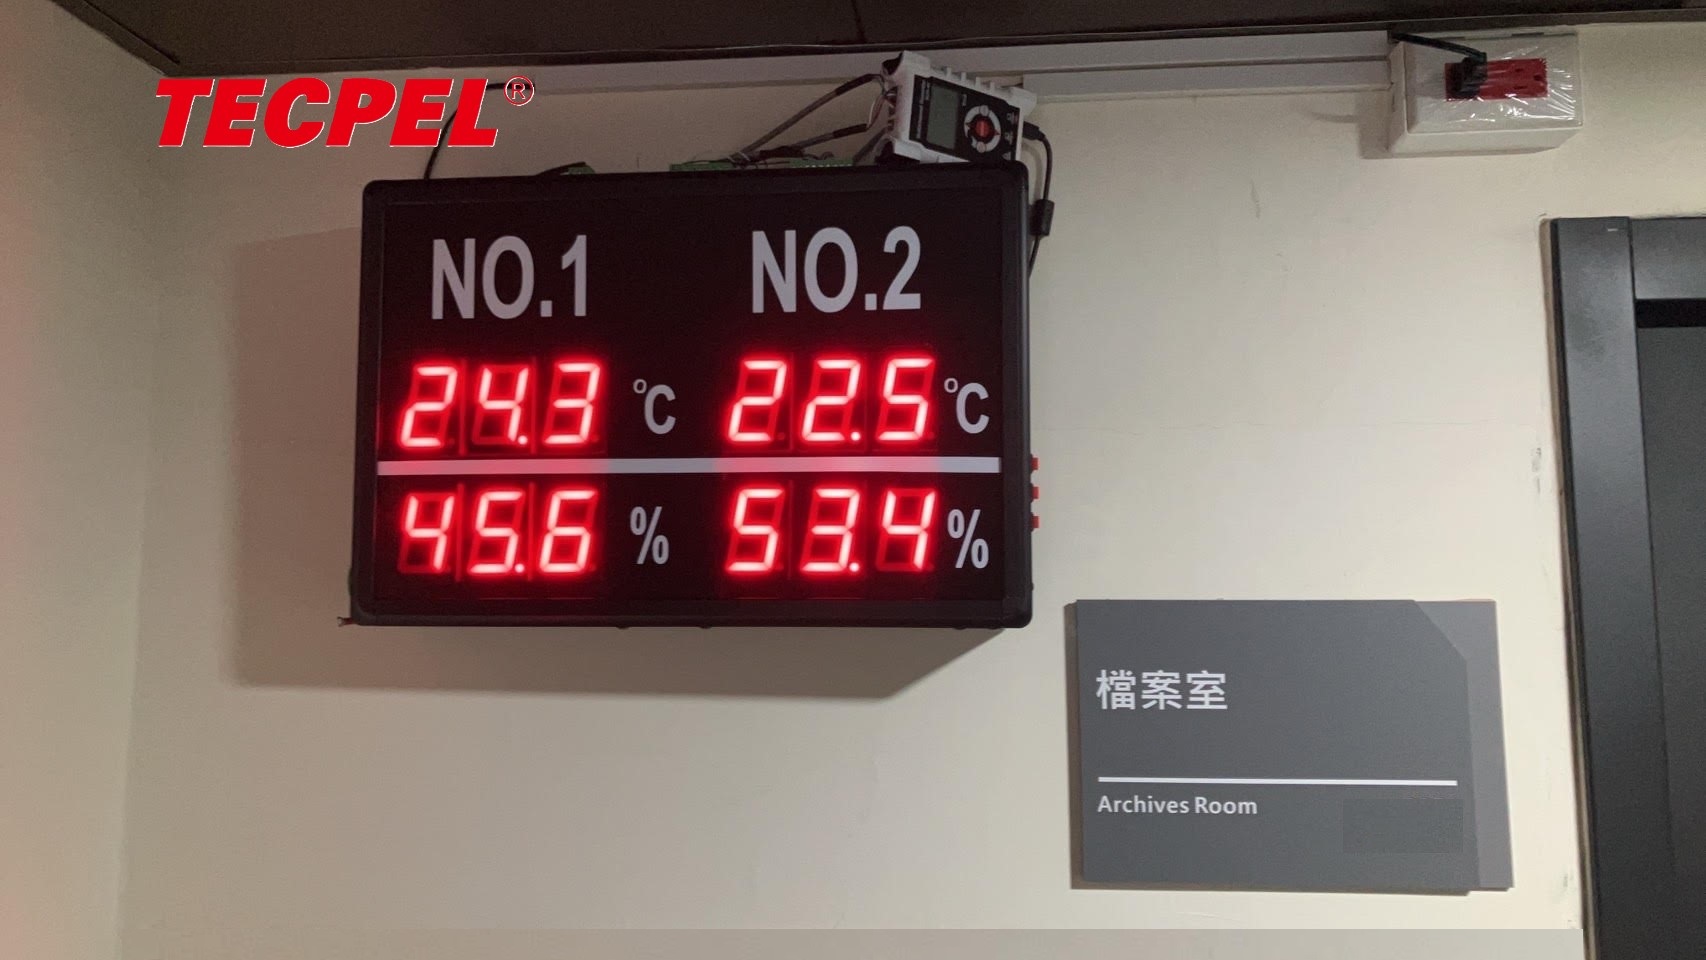 TECPEL®
NO.1 NO.2
24.3 °C 22.5 °C
45.6 % 53.4 %
檔案室
Archives Room